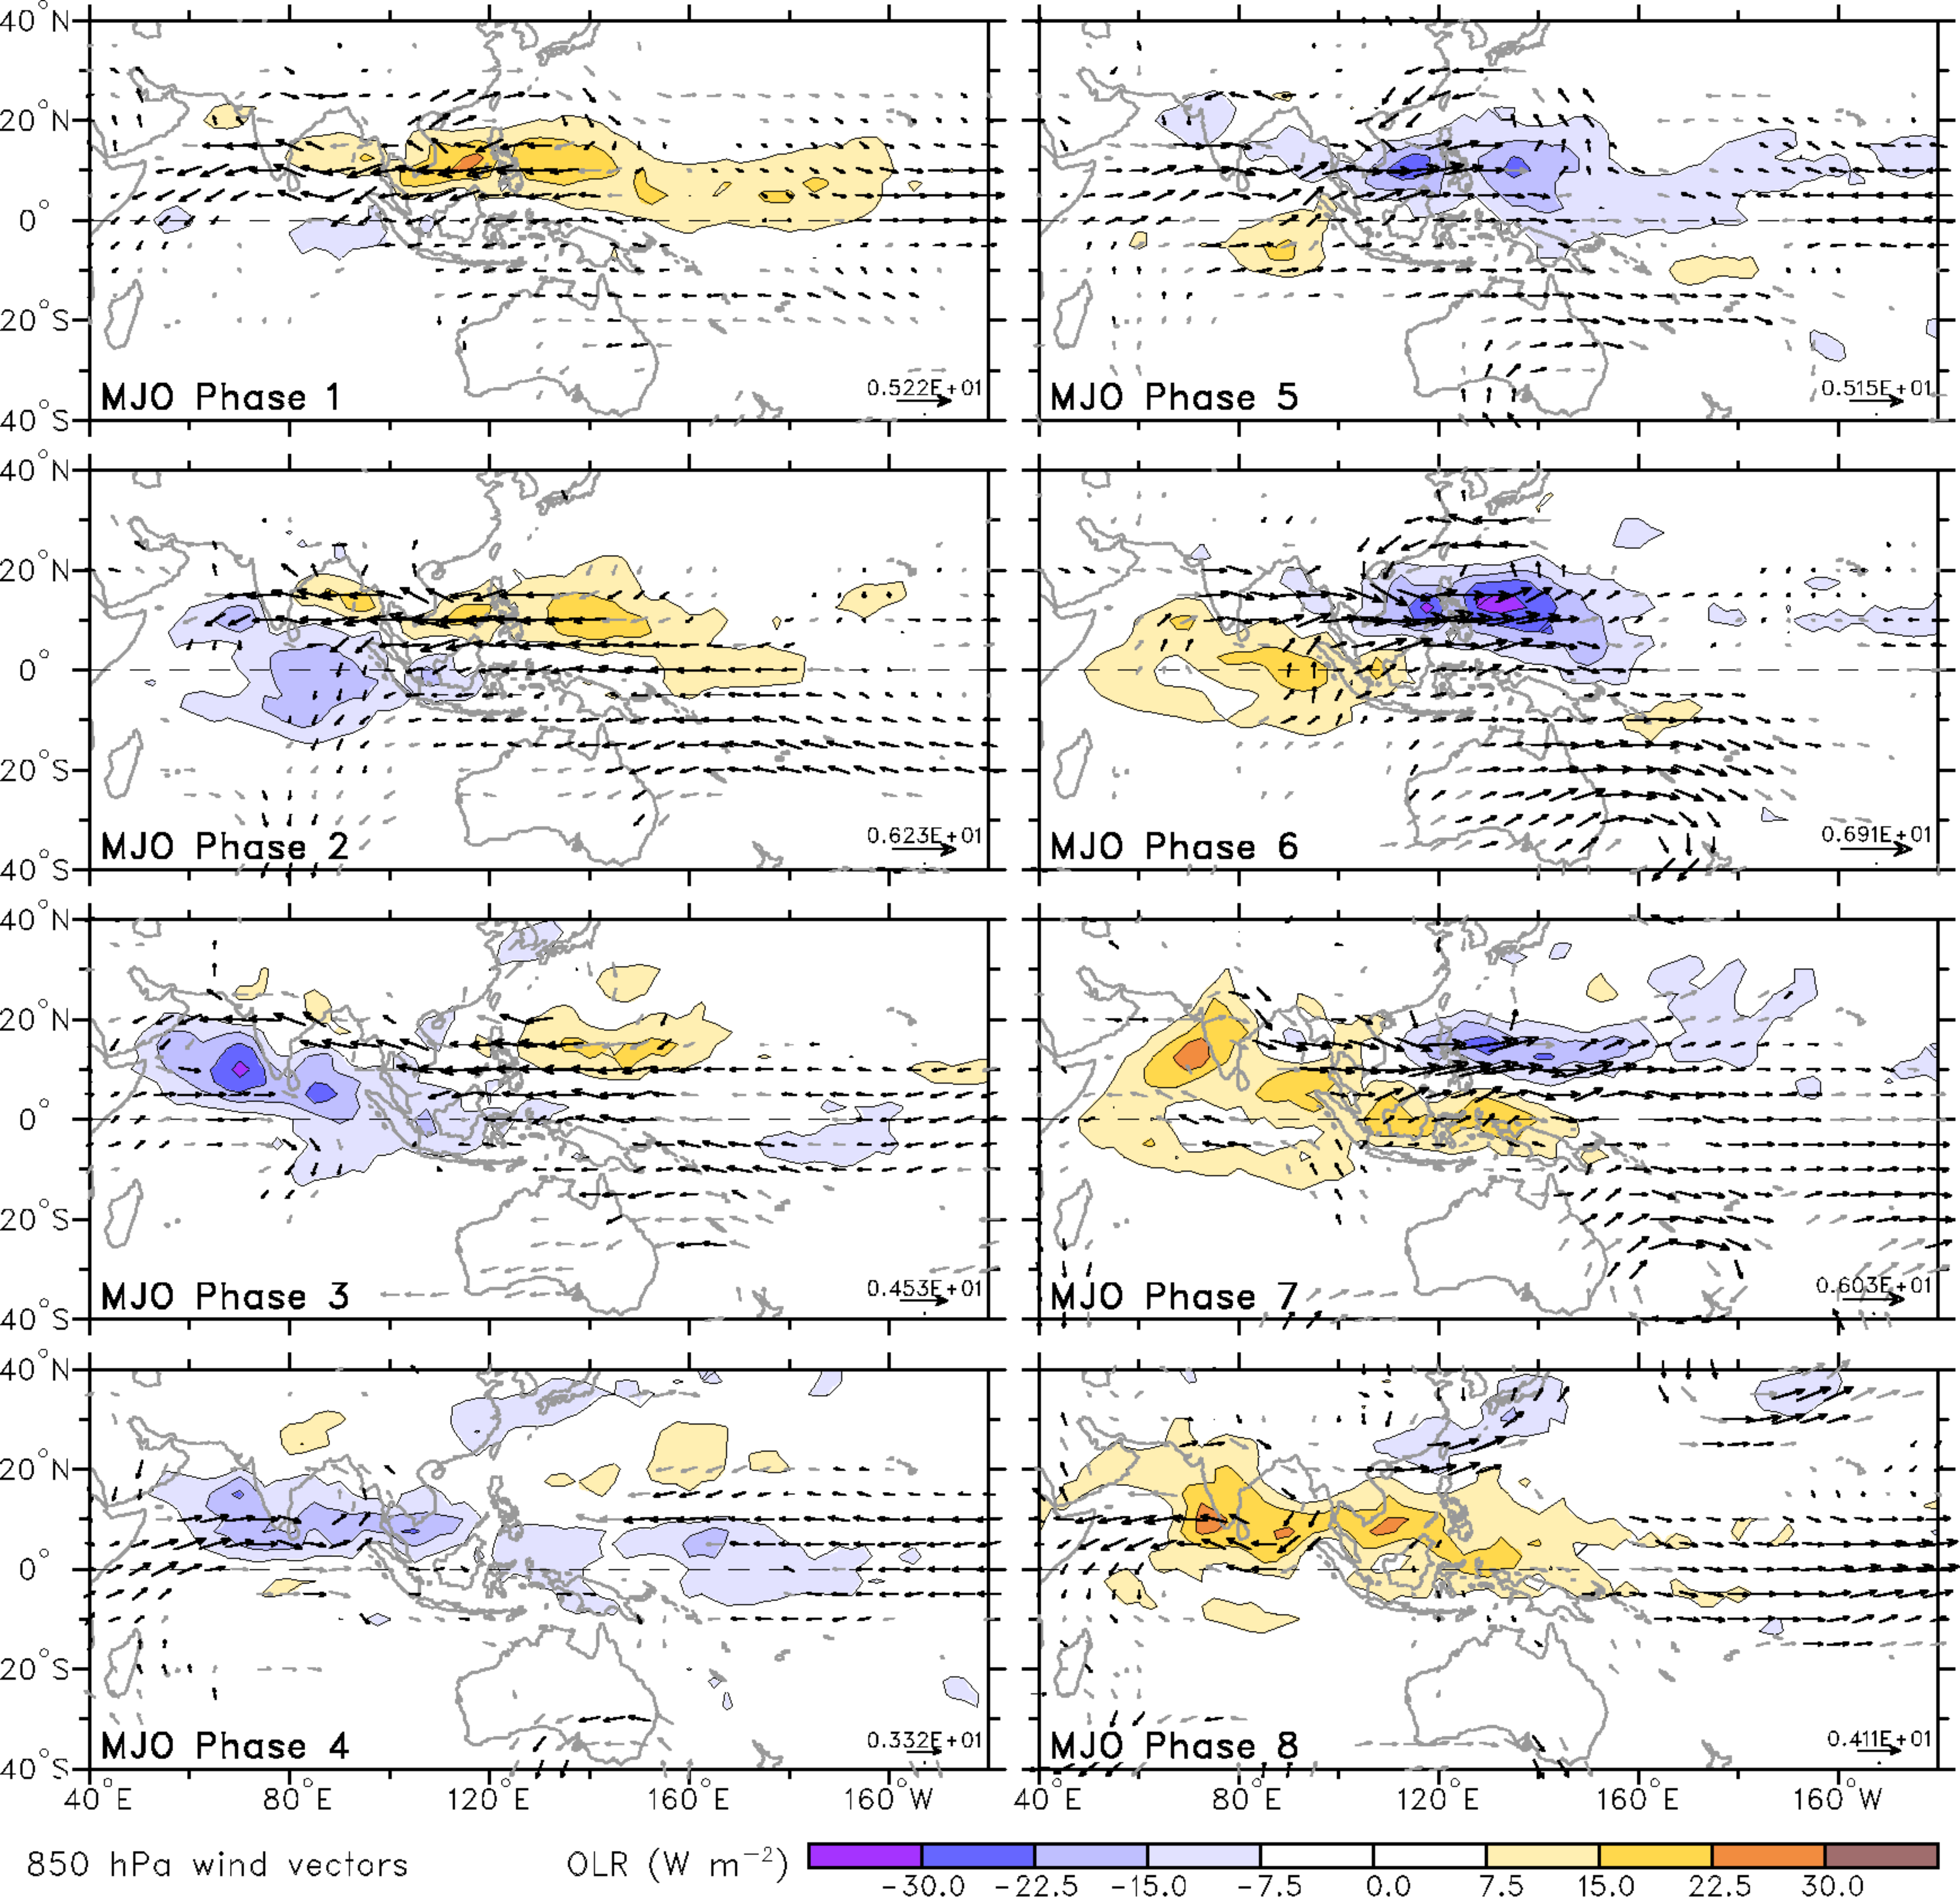 40°N
20°N
0°
20°S
40°S
MJO Phase 1
0.522E+01
MJO Phase 5
0.515E+01
40°N
20°N
0°
20°S
40°S
MJO Phase 2
0.623E+01
MJO Phase 6
0.691E+01
40°N
20°N
0°
20°S
40°S
MJO Phase 3
0.453E+01
MJO Phase 7
0.603E+01
40°N
20°N
0°
20°S
40°S
MJO Phase 4
0.332E+01
MJO Phase 8
0.411E+01
40°E 80°E 120°E 160°E 160°W 40°E 80°E 120°E 160°E 160°W
850 hPa wind vectors OLR (W m⁻²)
-30.0 -22.5 -15.0 -7.5 0.0 7.5 15.0 22.5 30.0